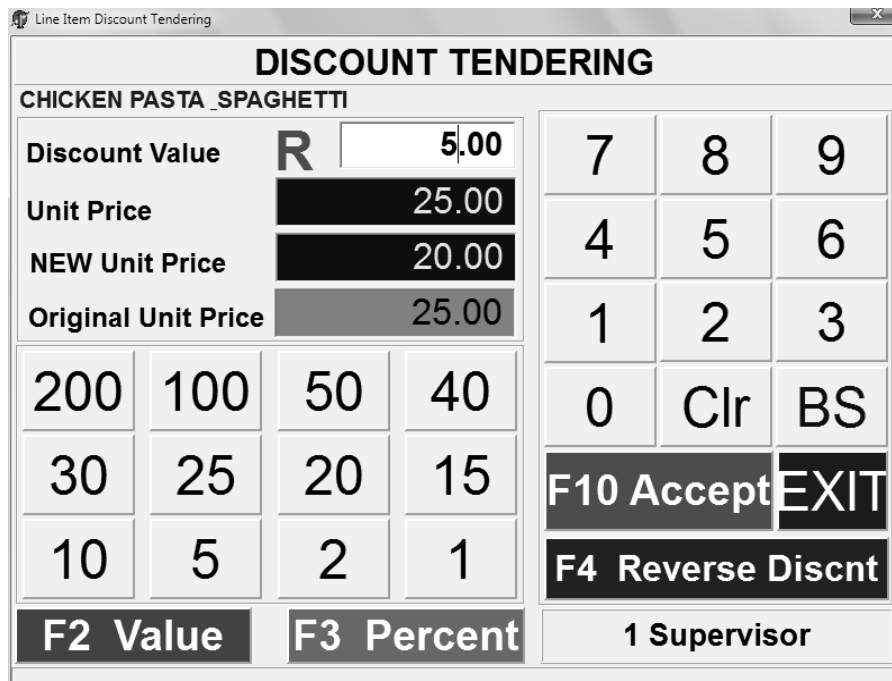 Line Item Discount Tendering
x
DISCOUNT TENDERING
CHICKEN PASTA_SPAGHETTI
Discount Value R 5.00
Unit Price 25.00
NEW Unit Price 20.00
Original Unit Price 25.00
200 100 50 40
30 25 20 15
10 5 2 1
F2 Value F3 Percent
7 8 9
4 5 6
1 2 3
0 Clr BS
F10 Accept EXIT
F4 Reverse Discnt
1 Supervisor